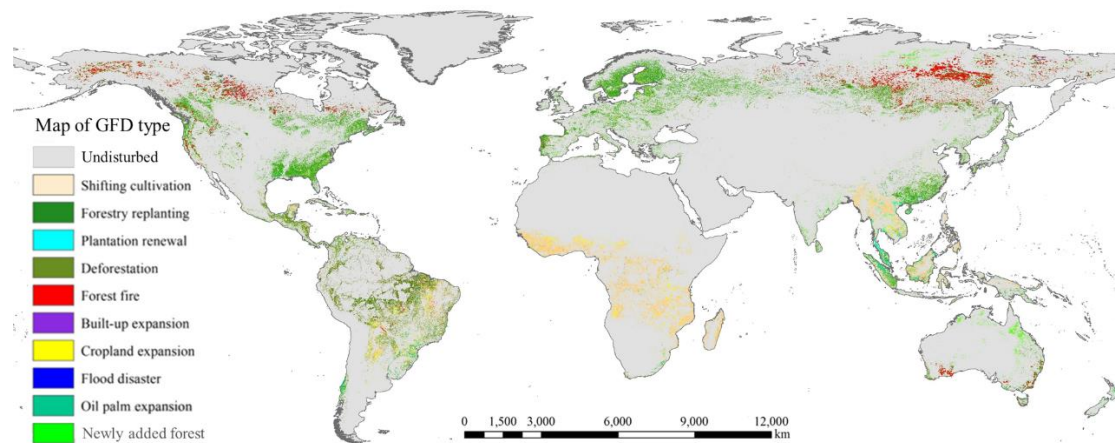 Map of GFD type
Undisturbed
Shifting cultivation
Forestry replanting
Plantation renewal
Deforestation
Forest fire
Built-up expansion
Cropland expansion
Flood disaster
Oil palm expansion
Newly added forest
0 1,500 3,000 6,000 9,000 12,000
km